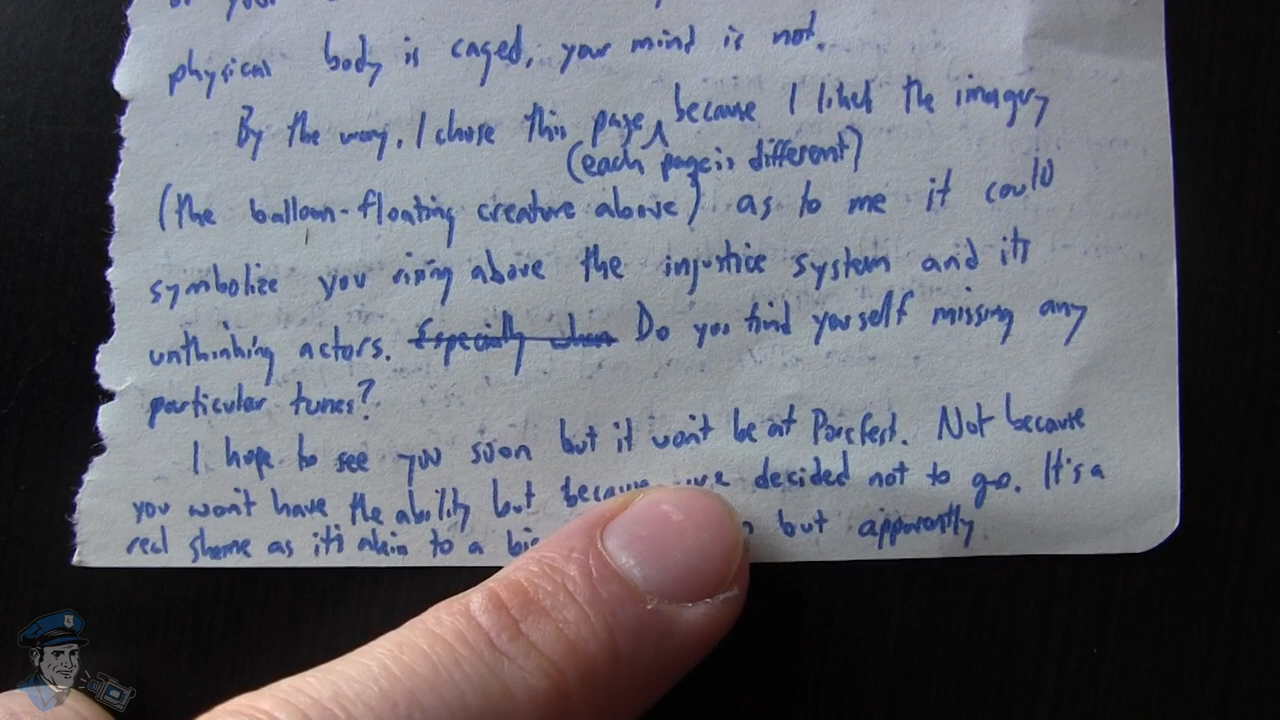 physical body is caged, your mind is not.
By the way, I chose this page ^ because I liked the imagery
(each page is different)
(the balloon-floating creature above) as to me it could
symbolize you rising above the injustice system and its
unthinking actors. Especially when Do you find yourself missing any
particular tunes?
I hope to see you soon but it won't be at Porcfest. Not because
you won't have the ability but because decided not to go. It's a
real shame as it's akin to a but apparently